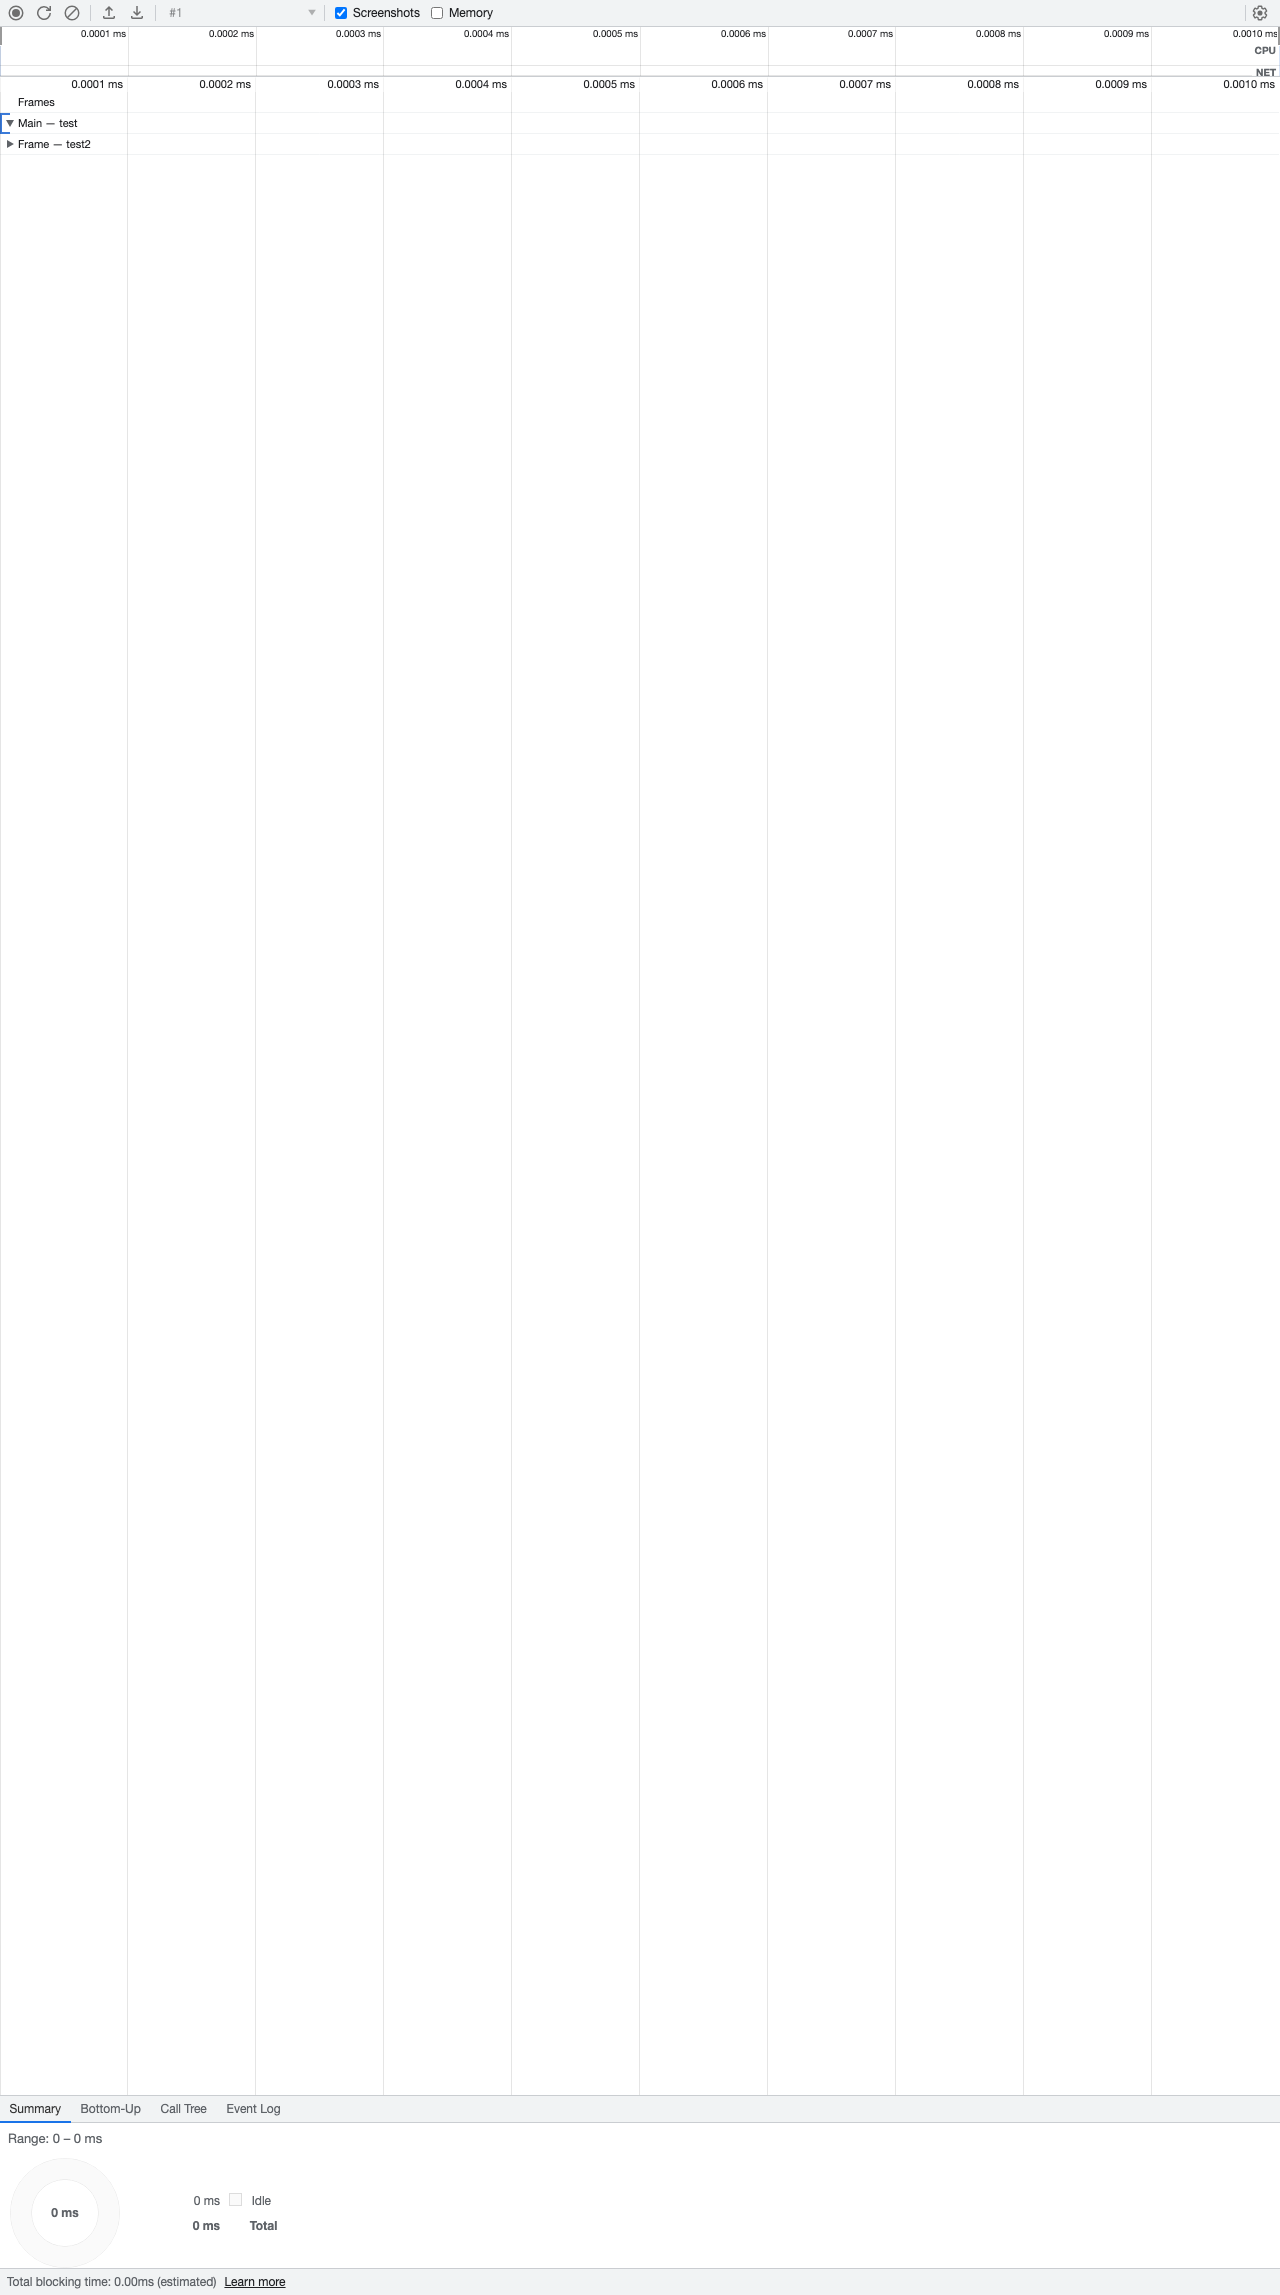 #1 Screenshots Memory
0.0001 ms 0.0002 ms 0.0003 ms 0.0004 ms 0.0005 ms 0.0006 ms 0.0007 ms 0.0008 ms 0.0009 ms 0.0010 ms
CPU
NET
0.0001 ms 0.0002 ms 0.0003 ms 0.0004 ms 0.0005 ms 0.0006 ms 0.0007 ms 0.0008 ms 0.0009 ms 0.0010 ms
Frames
Main — test
Frame — test2
Summary Bottom-Up Call Tree Event Log
Range: 0 – 0 ms
0 ms
0 ms Idle
0 ms Total
Total blocking time: 0.00ms (estimated) Learn more